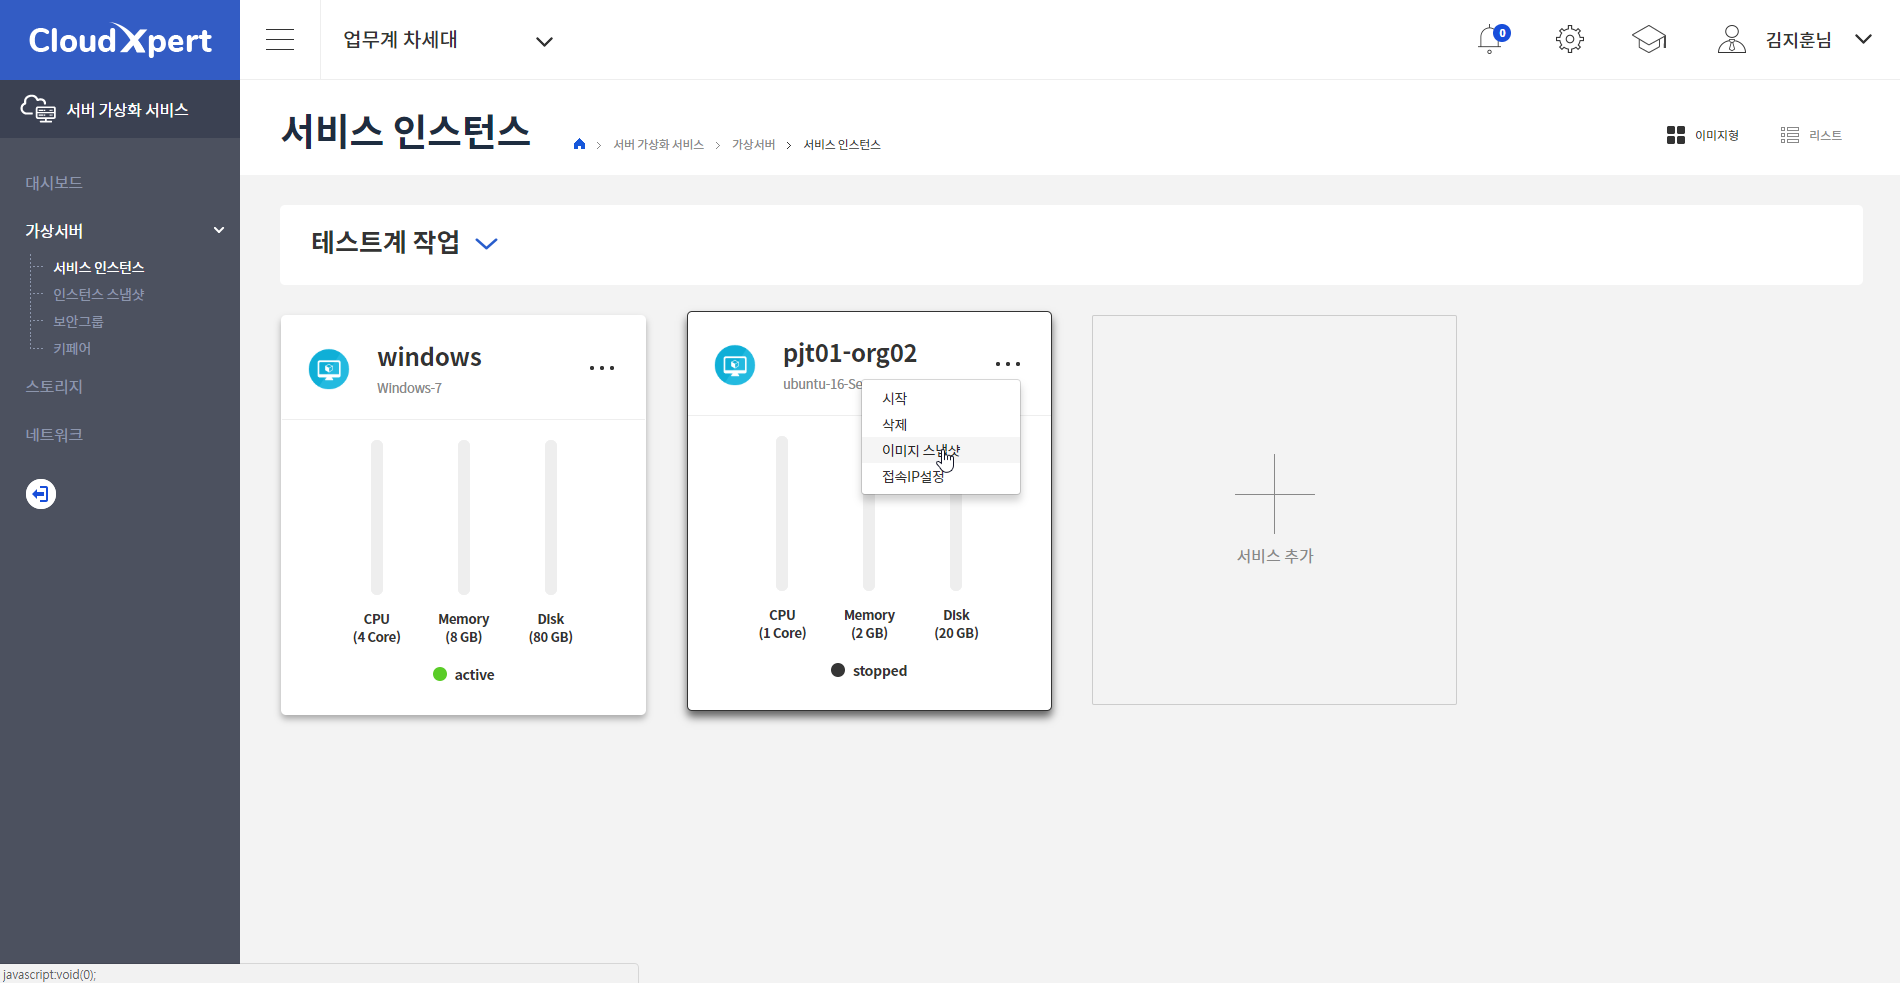 CloudXpert
업무계 차세대
0
김지훈님
서버 가상화 서비스
서비스 인스턴스
서버 가상화 서비스
가상서버
서비스 인스턴스
이미지형
리스트
대시보드
가상서버
서비스 인스턴스
인스턴스 스냅샷
보안그룹
키페어
스토리지
네트워크
테스트계 작업
windows
Windows-7
CPU
(4 Core)
Memory
(8 GB)
DIsk
(80 GB)
active
pjt01-org02
ubuntu-16-Se
시작
삭제
이미지 스냅샷
접속IP설정
CPU
(1 Core)
Memory
(2 GB)
DIsk
(20 GB)
stopped
서비스 추가
javascript:void(0);